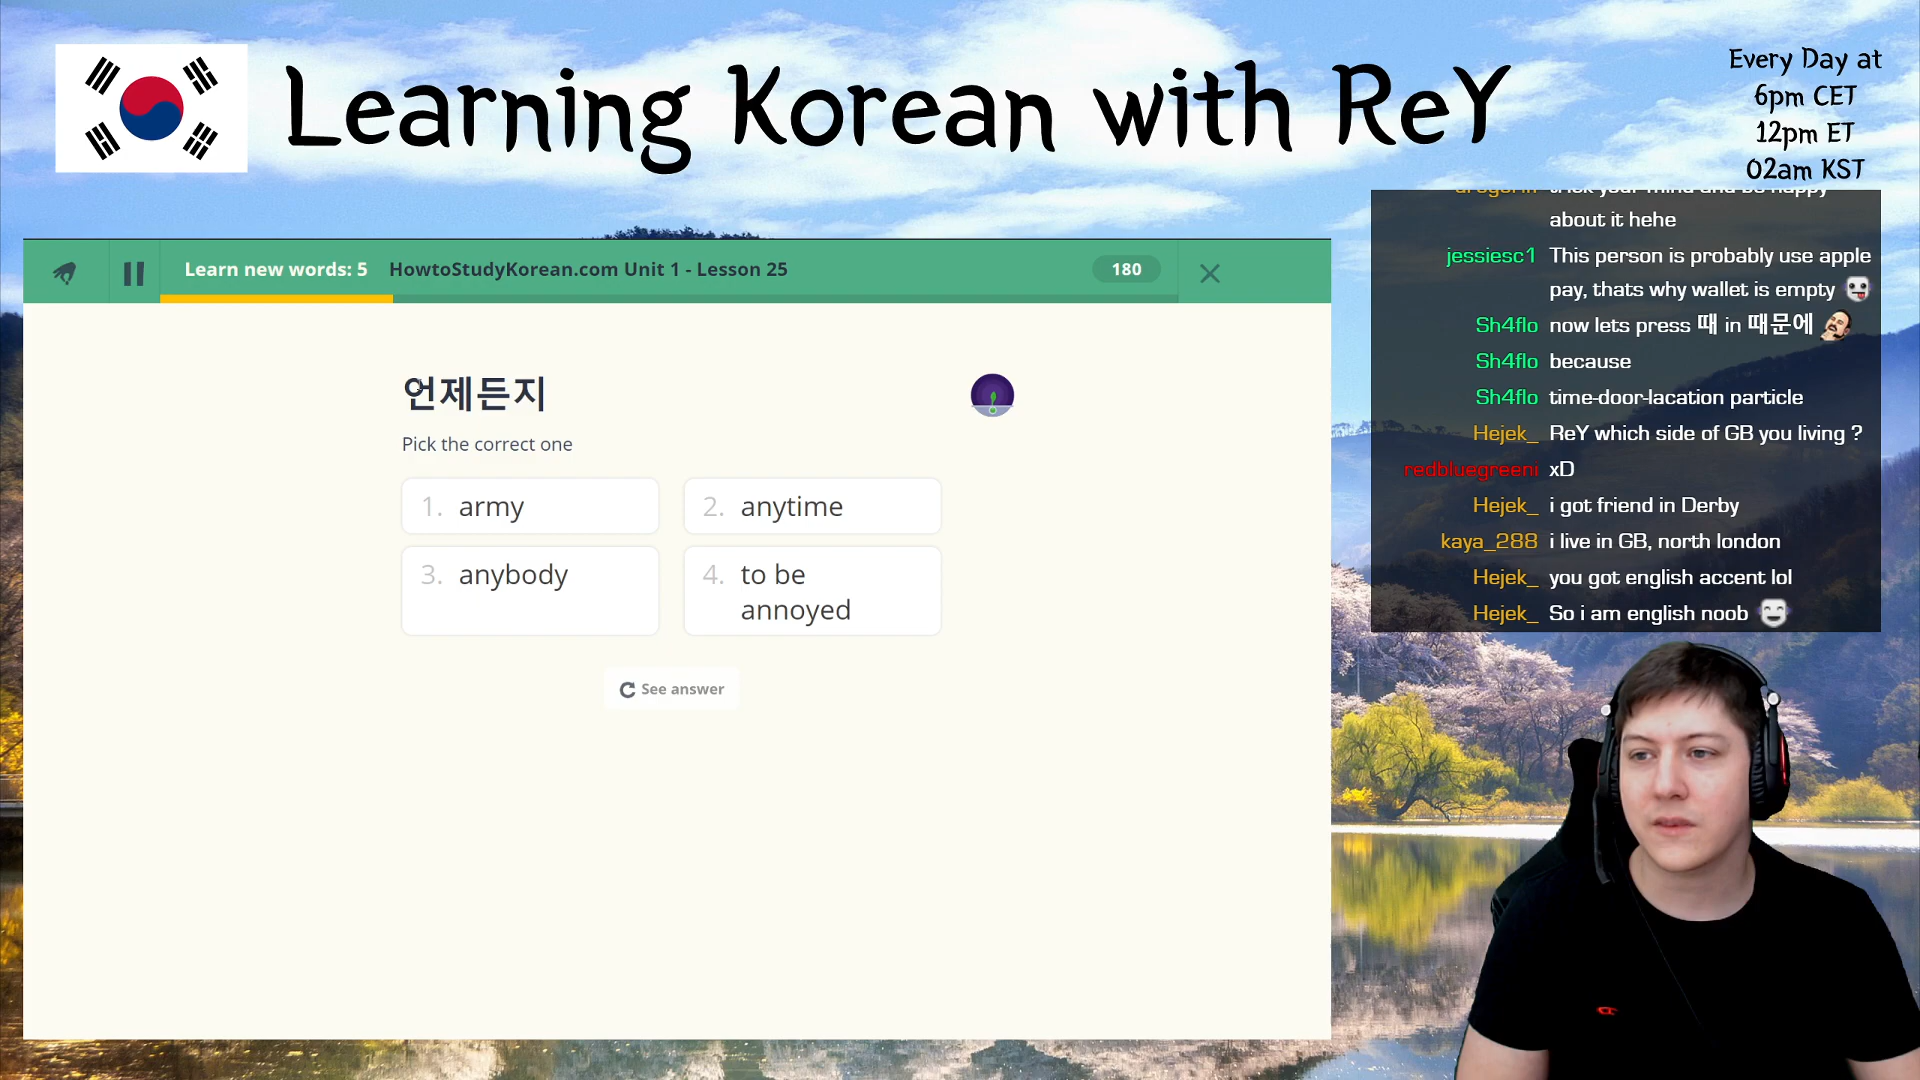 Learning Korean with ReY
Every Day at
6pm CET
12pm ET
02am KST
about it hehe
jessiesc1 This person is probably use apple
pay, thats why wallet is empty
Sh4flo now lets press 때 in 때문에
Sh4flo because
Sh4flo time-door-lacation particle
Hejek_ ReY which side of GB you living ?
redbluegreeni xD
Hejek_ i got friend in Derby
kaya_288 i live in GB, north london
Hejek_ you got english accent lol
Hejek_ So i am english noob
Learn new words: 5 HowtoStudyKorean.com Unit 1 - Lesson 25 180
언제든지
Pick the correct one
1. army
2. anytime
3. anybody
4. to be
annoyed
See answer